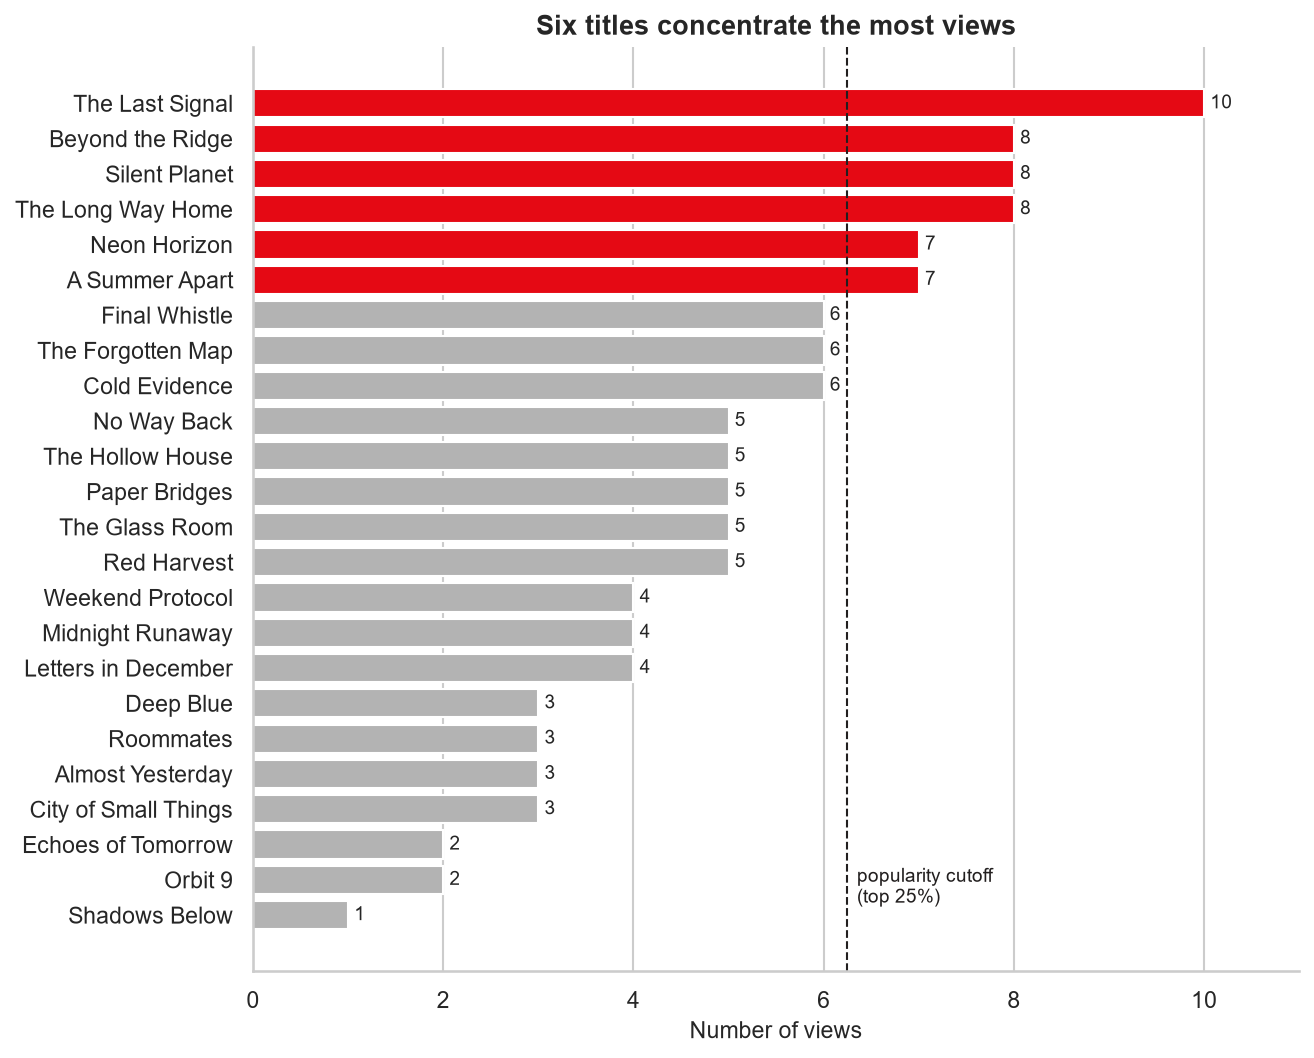 Six titles concentrate the most views
The Last Signal 10
Beyond the Ridge 8
Silent Planet 8
The Long Way Home 8
Neon Horizon 7
A Summer Apart 7
Final Whistle 6
The Forgotten Map 6
Cold Evidence 6
No Way Back 5
The Hollow House 5
Paper Bridges 5
The Glass Room 5
Red Harvest 5
Weekend Protocol 4
Midnight Runaway 4
Letters in December 4
Deep Blue 3
Roommates 3
Almost Yesterday 3
City of Small Things 3
Echoes of Tomorrow 2
Orbit 9 2
popularity cutoff
(top 25%)
Shadows Below 1
0 2 4 6 8 10
Number of views